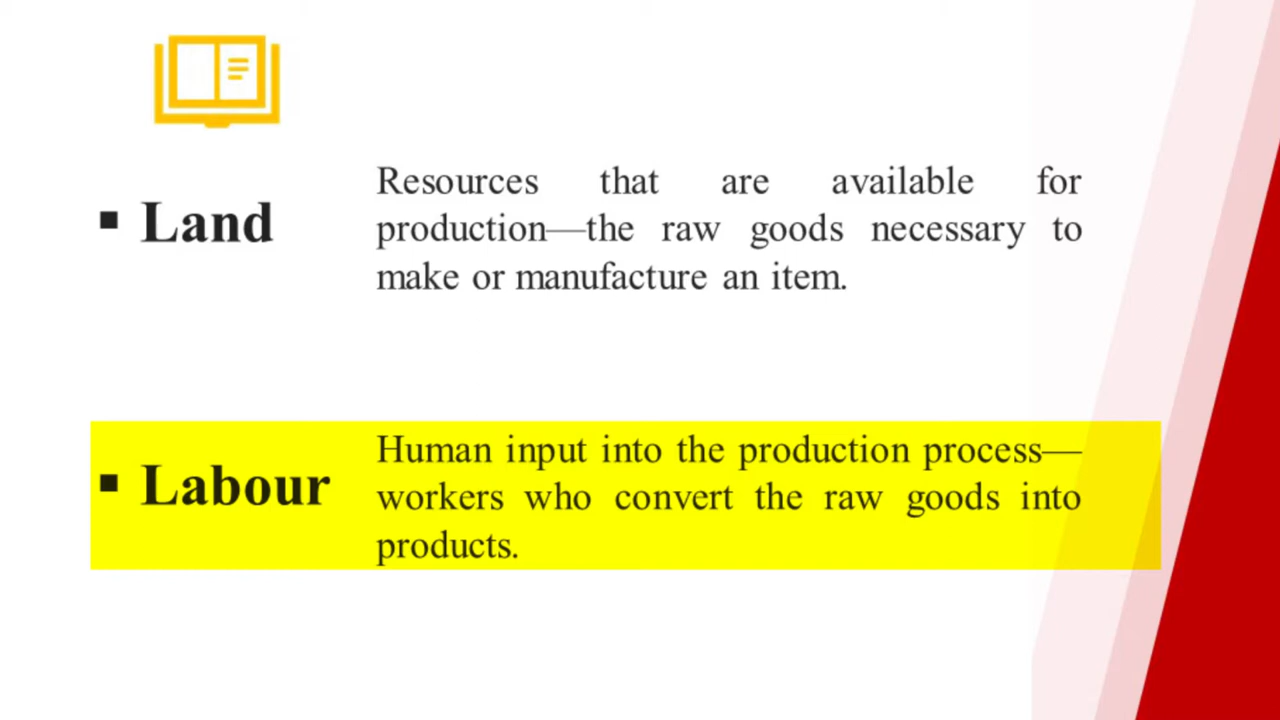 ▪ Land
Resources that are available for
production—the raw goods necessary to
make or manufacture an item.
▪ Labour
Human input into the production process—
workers who convert the raw goods into
products.